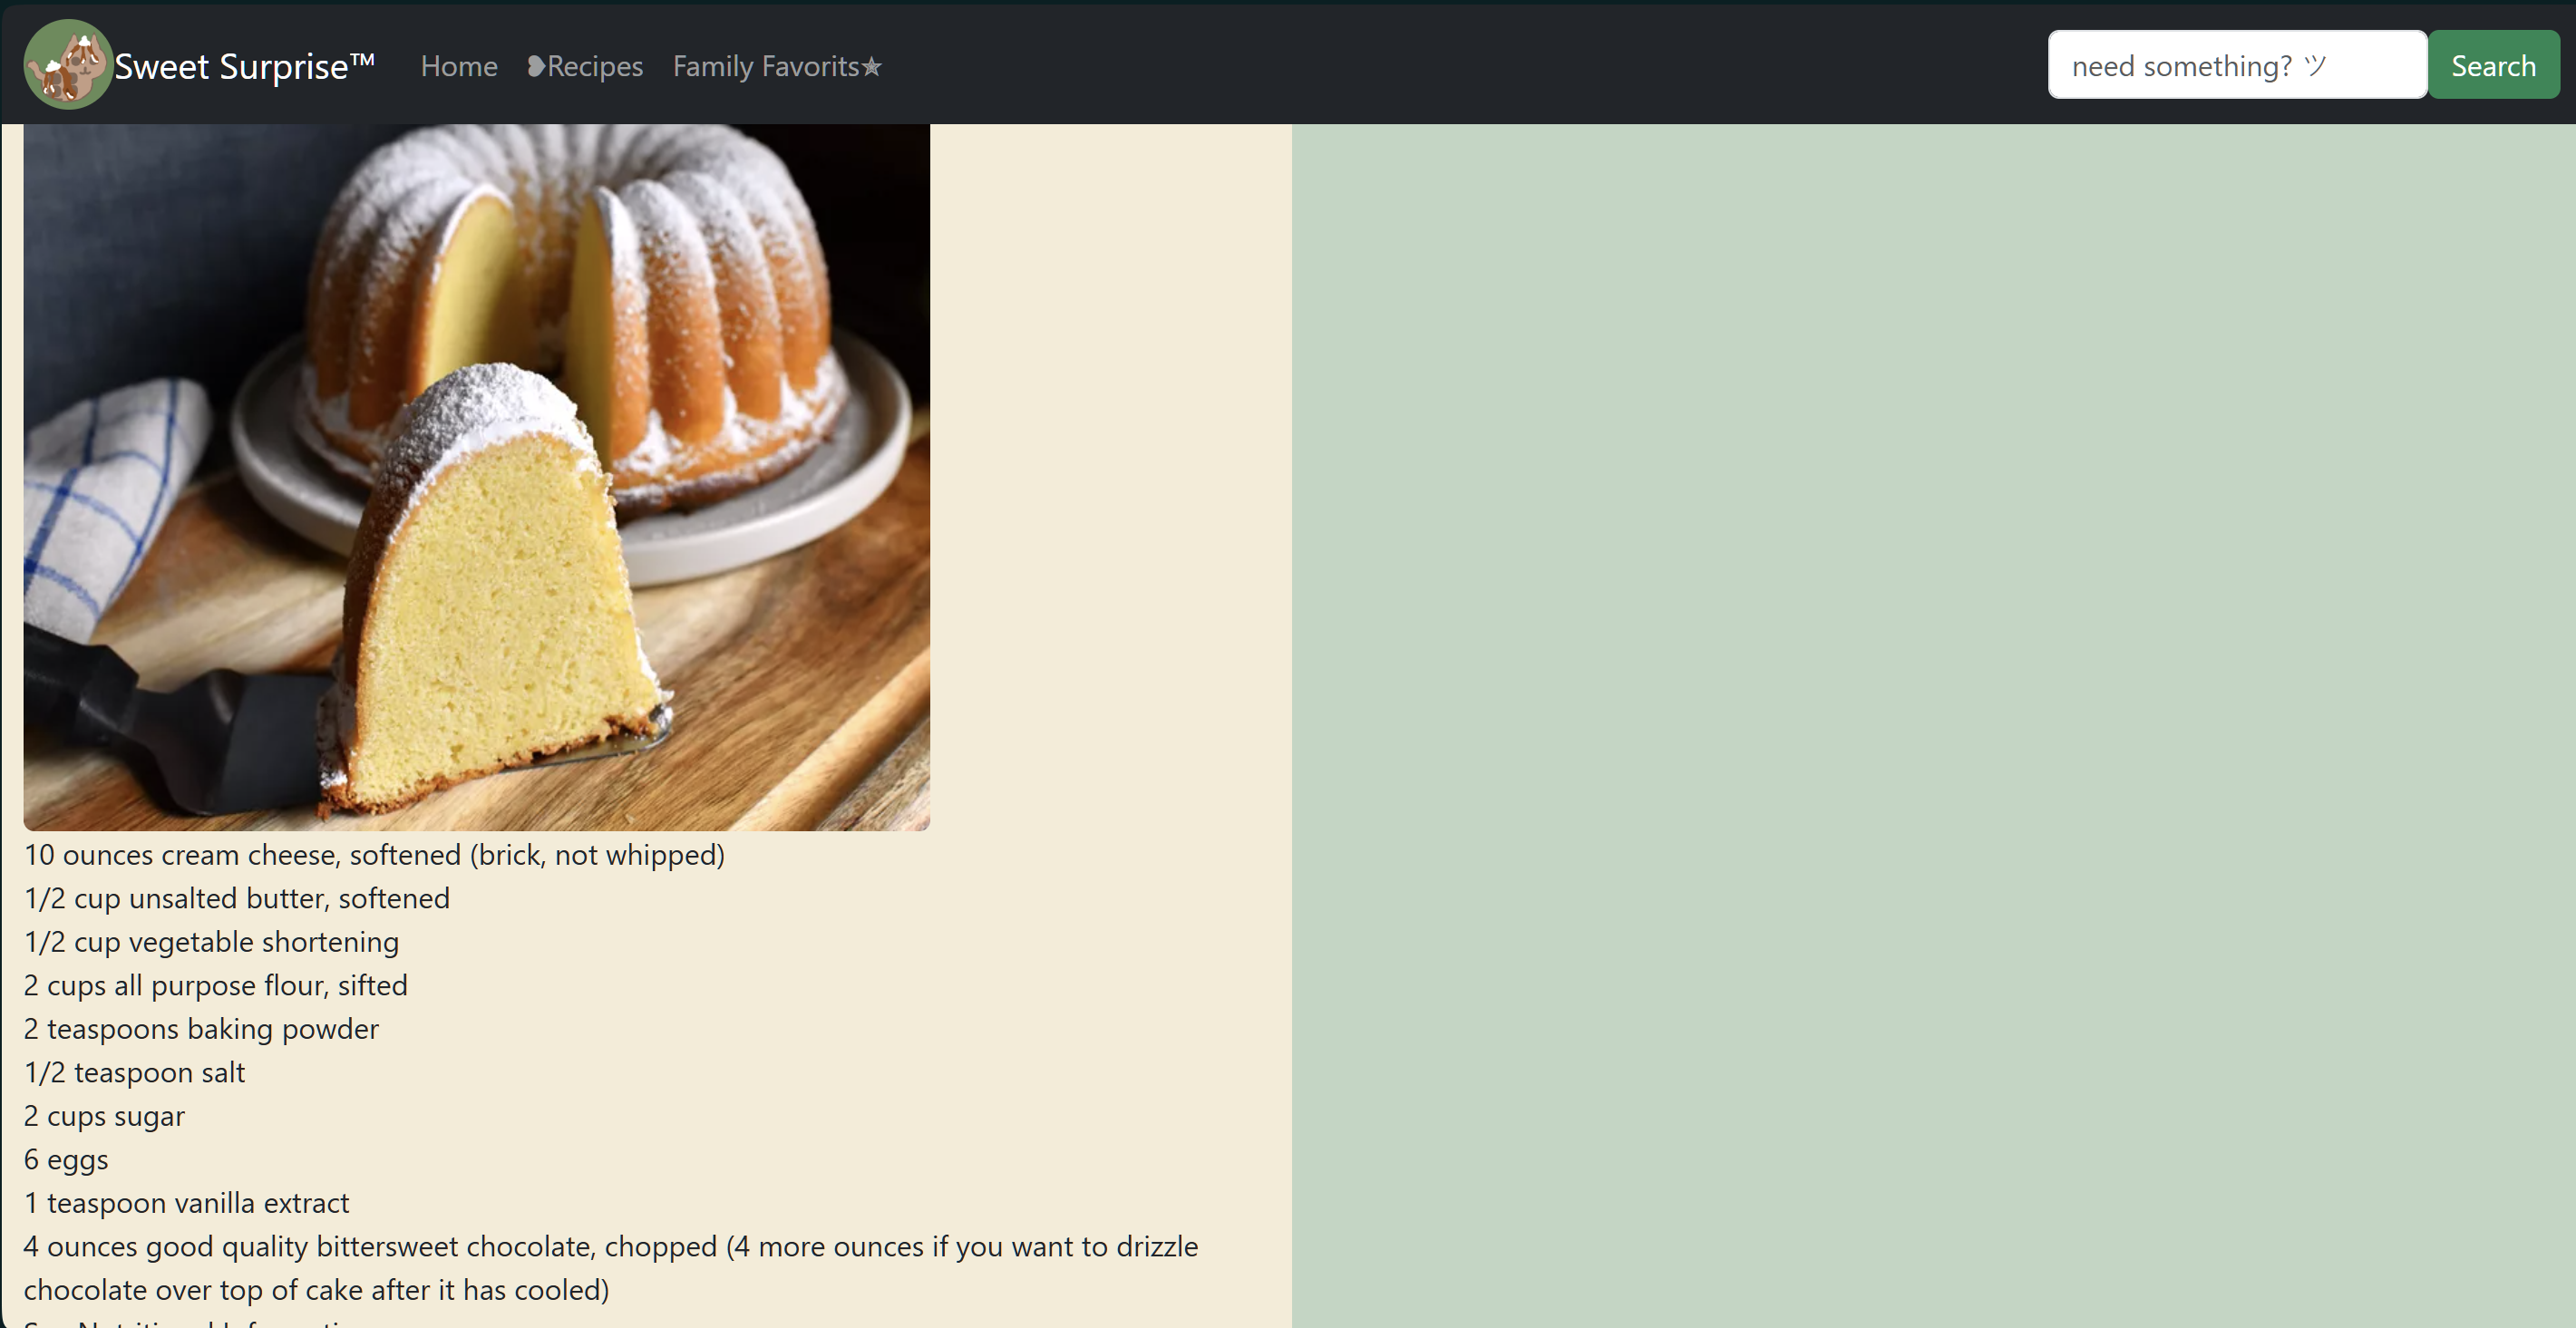 Sweet Surprise™ Home ❥Recipes Family Favorits✯ need something? ツ Search
10 ounces cream cheese, softened (brick, not whipped)
1/2 cup unsalted butter, softened
1/2 cup vegetable shortening
2 cups all purpose flour, sifted
2 teaspoons baking powder
1/2 teaspoon salt
2 cups sugar
6 eggs
1 teaspoon vanilla extract
4 ounces good quality bittersweet chocolate, chopped (4 more ounces if you want to drizzle
chocolate over top of cake after it has cooled)